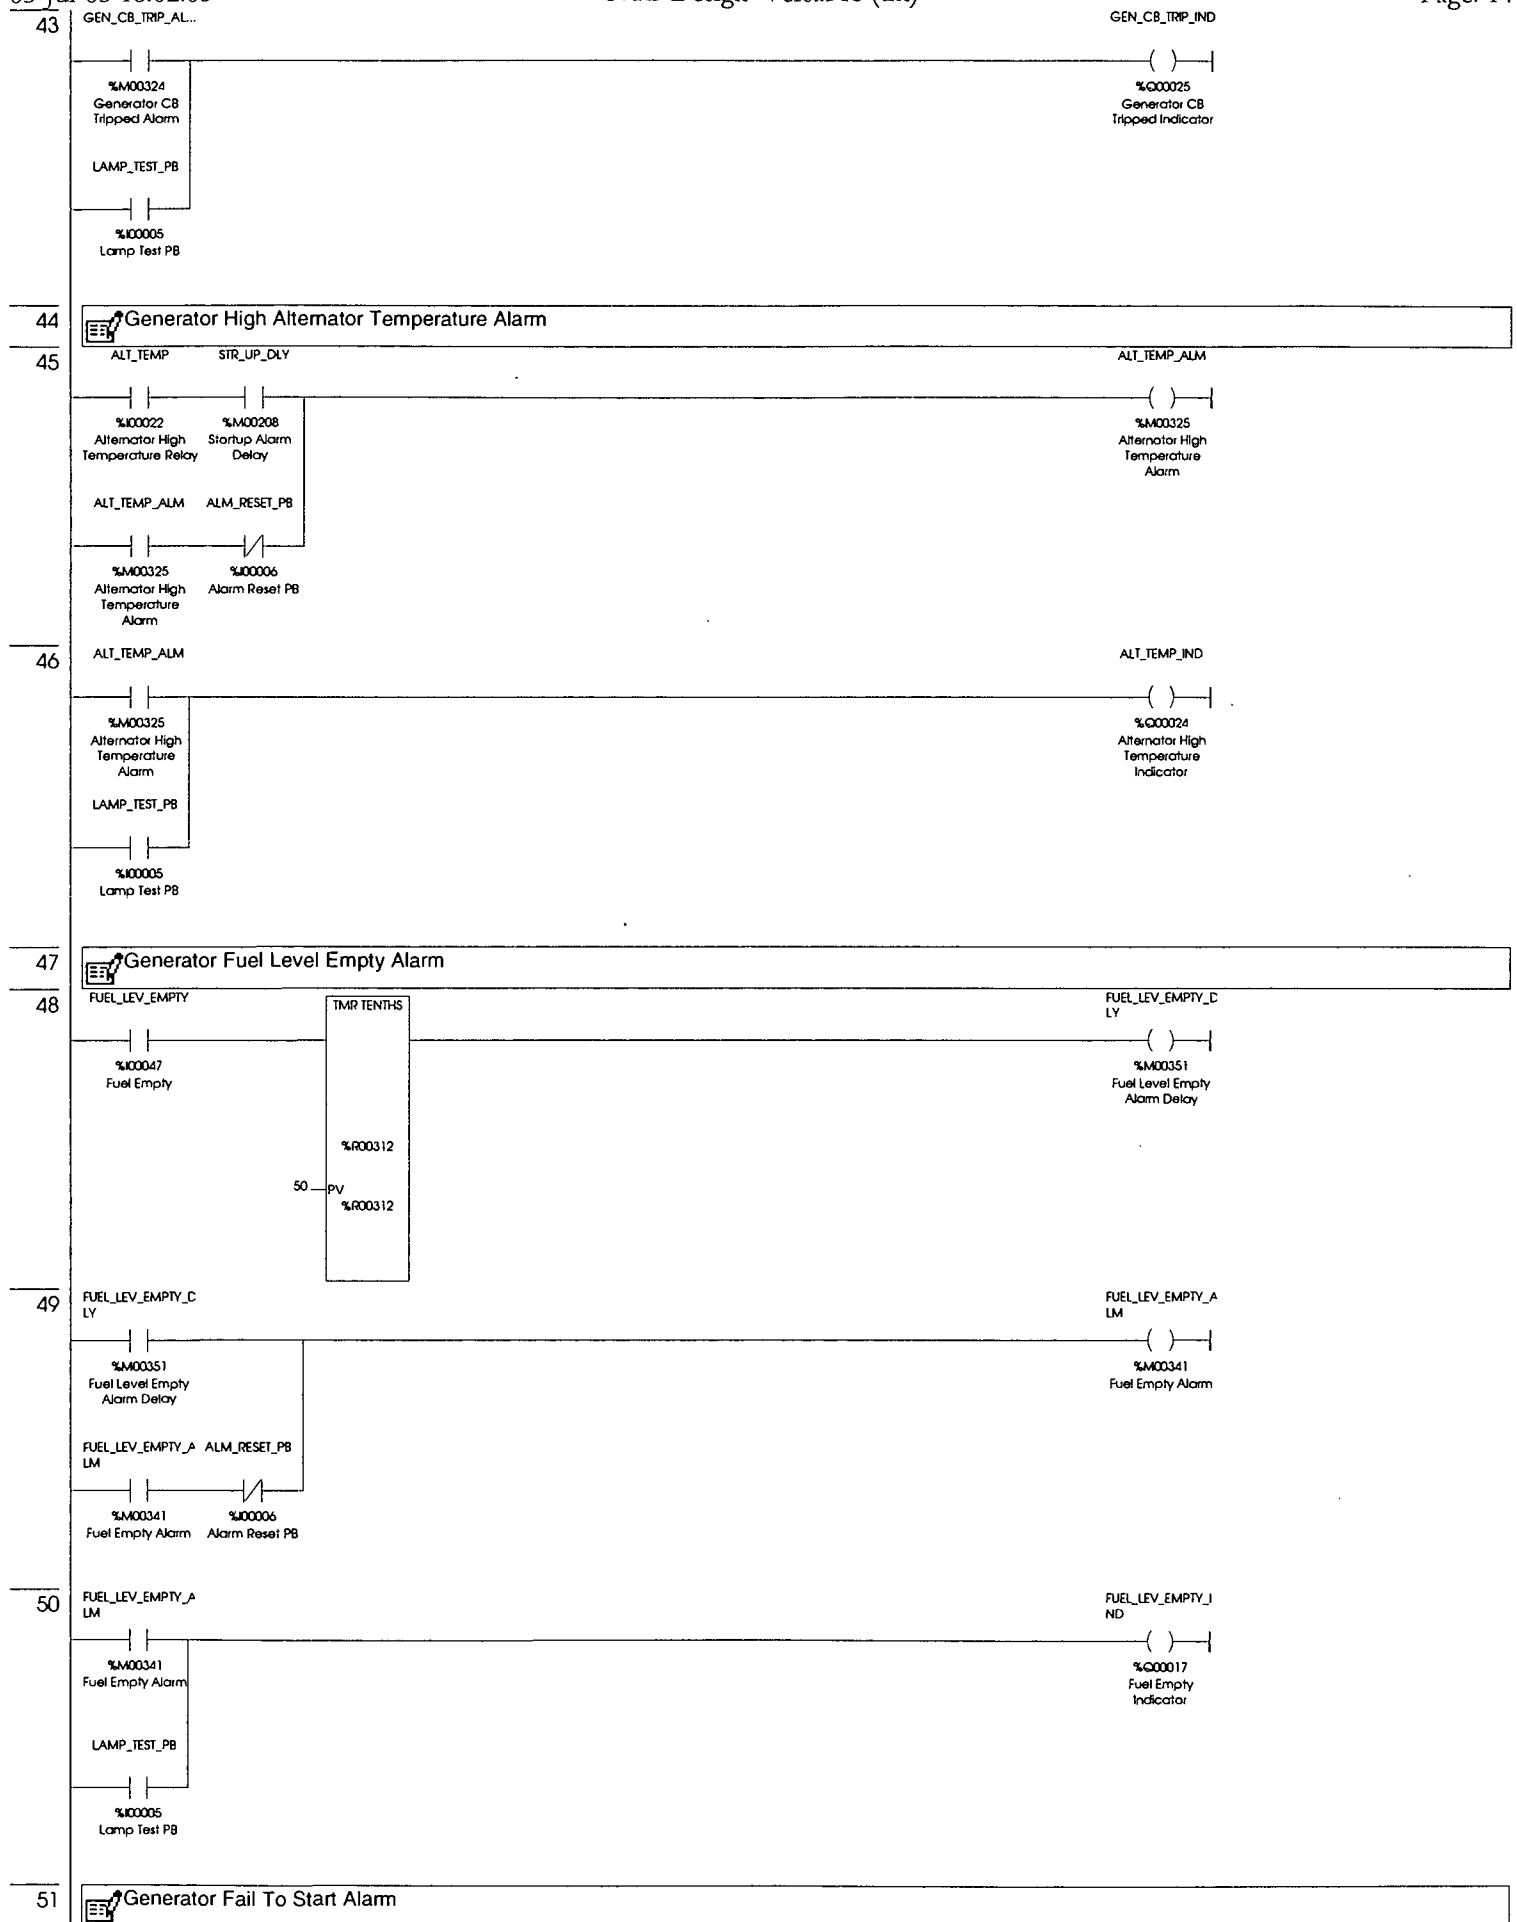 43
GEN_CB_TRIP_AL... GEN_CB_TRIP_IND
%M00324 %Q00025
Generator CB Generator CB
Tripped Alarm Tripped Indicator
LAMP_TEST_PB
%I00005
Lamp Test PB
44 Generator High Alternator Temperature Alarm
45
ALT_TEMP STR_UP_DLY ALT_TEMP_ALM
%I00022 %M00208 %M00325
Alternator High Startup Alarm Alternator High
Temperature Relay Delay Temperature
Alarm
ALT_TEMP_ALM ALM_RESET_PB
%M00325 %I00006
Alternator High Alarm Reset PB
Temperature
Alarm
46
ALT_TEMP_ALM ALT_TEMP_IND
%M00325 %Q00024
Alternator High Alternator High
Temperature Temperature
Alarm Indicator
LAMP_TEST_PB
%I00005
Lamp Test PB
47 Generator Fuel Level Empty Alarm
48
FUEL_LEV_EMPTY TMR TENTHS FUEL_LEV_EMPTY_D
LY
%I00047 %M00351
Fuel Empty Fuel Level Empty
Alarm Delay
%R00312
50 PV
%R00312
49
FUEL_LEV_EMPTY_D FUEL_LEV_EMPTY_A
LY LM
%M00351 %M00341
Fuel Level Empty Fuel Empty Alarm
Alarm Delay
FUEL_LEV_EMPTY_A ALM_RESET_PB
LM
%M00341 %I00006
Fuel Empty Alarm Alarm Reset PB
50
FUEL_LEV_EMPTY_A FUEL_LEV_EMPTY_I
LM ND
%M00341 %Q00017
Fuel Empty Alarm Fuel Empty
Indicator
LAMP_TEST_PB
%I00005
Lamp Test PB
51 Generator Fail To Start Alarm